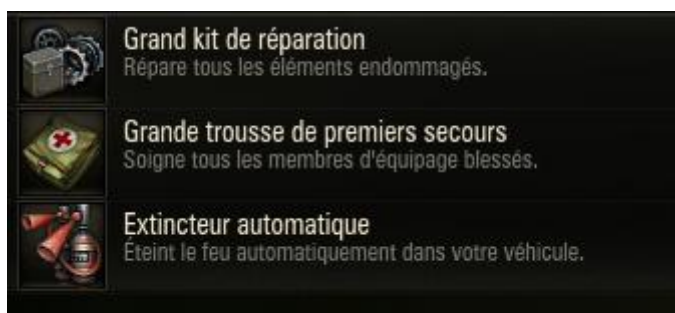 Grand kit de réparation
Répare tous les éléments endommagés.
Grande trousse de premiers secours
Soigne tous les membres d'équipage blessés.
Extincteur automatique
Éteint le feu automatiquement dans votre véhicule.